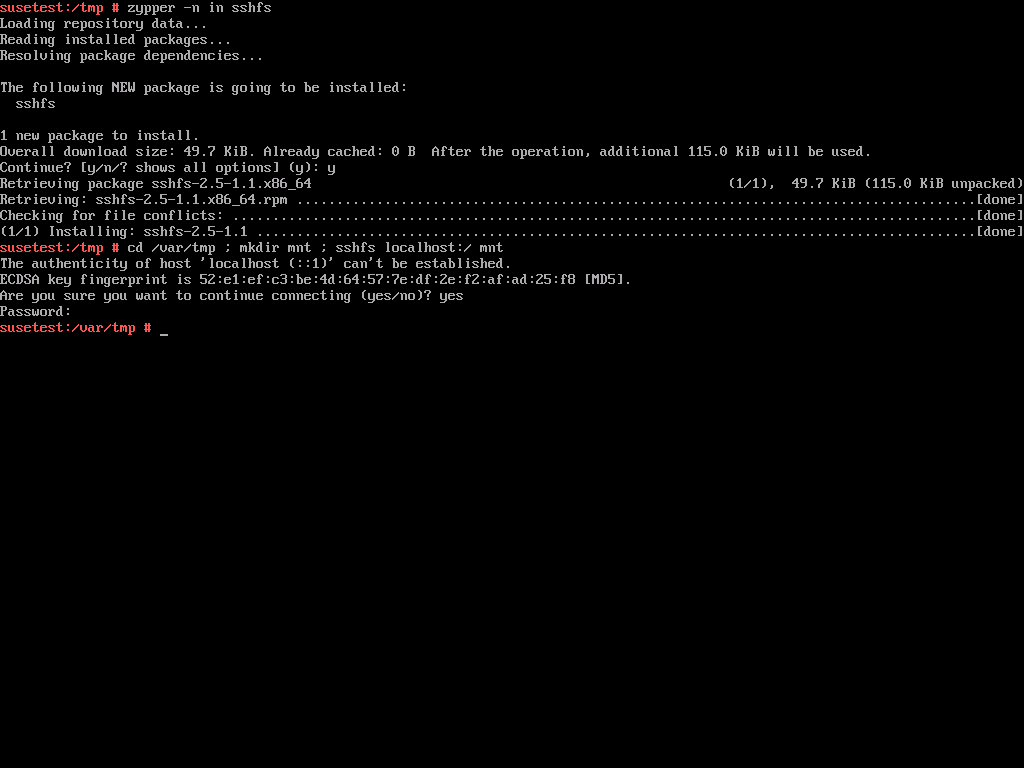 susetest:/tmp # zypper -n in sshfs
Loading repository data...
Reading installed packages...
Resolving package dependencies...
The following NEW package is going to be installed:
  sshfs
1 new package to install.
Overall download size: 49.7 KiB. Already cached: 0 B  After the operation, additional 115.0 KiB will be used.
Continue? [y/n/? shows all options] (y): y
Retrieving package sshfs-2.5-1.1.x86_64 (1/1),  49.7 KiB (115.0 KiB unpacked)
Retrieving: sshfs-2.5-1.1.x86_64.rpm .....................................................................................[done]
Checking for file conflicts: .............................................................................................[done]
(1/1) Installing: sshfs-2.5-1.1 ..........................................................................................[done]
susetest:/tmp # cd /var/tmp ; mkdir mnt ; sshfs localhost:/ mnt
The authenticity of host 'localhost (::1)' can't be established.
ECDSA key fingerprint is 52:e1:ef:c3:be:4d:64:57:7e:df:2e:f2:af:ad:25:f8 [MD5].
Are you sure you want to continue connecting (yes/no)? yes
Password:
susetest:/var/tmp # _